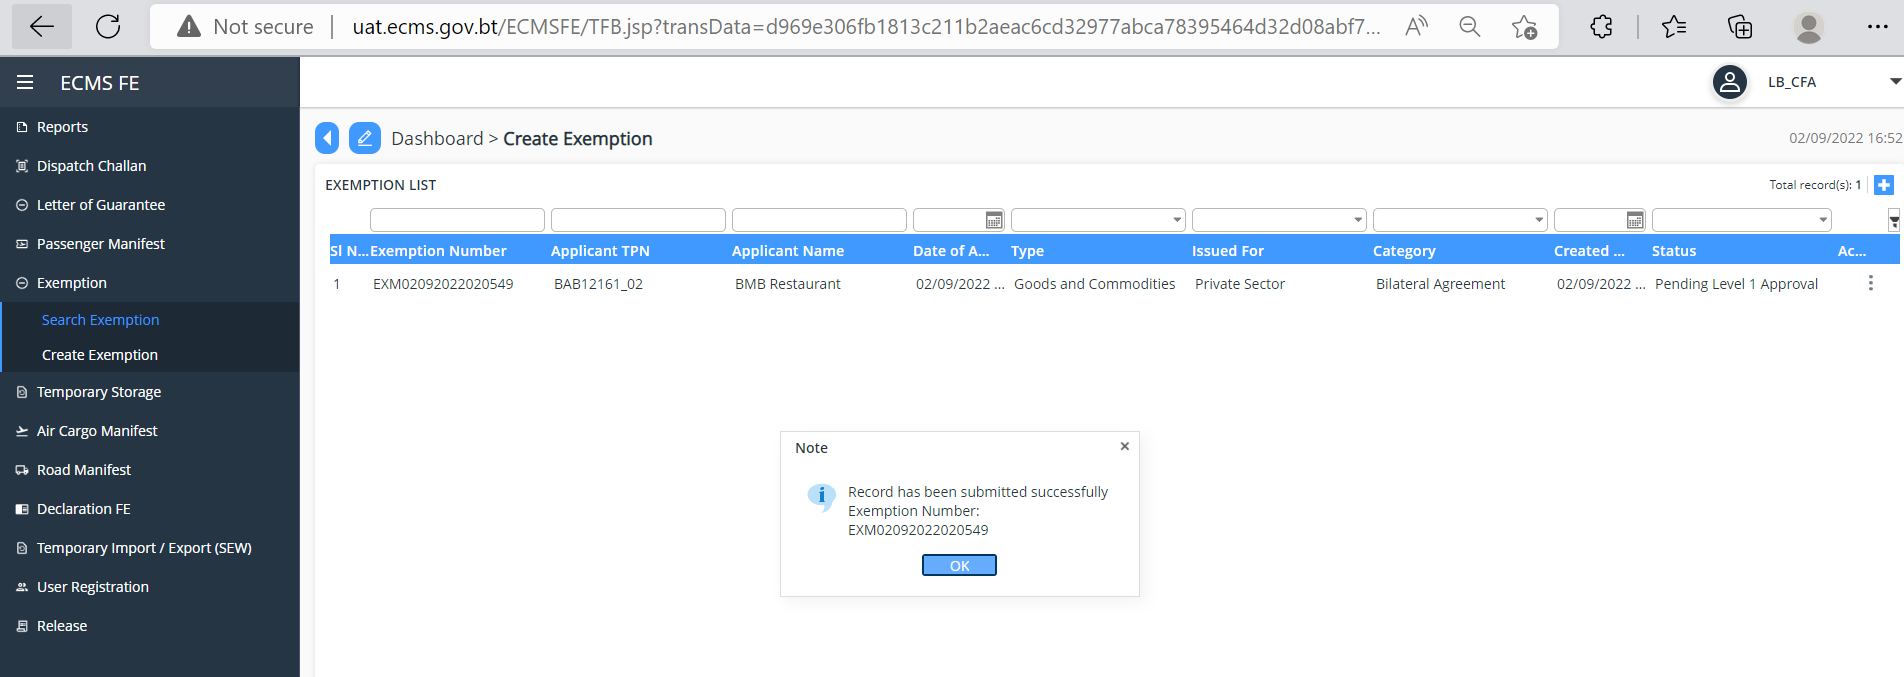 Not secure | uat.ecms.gov.bt/ECMSFE/TFB.jsp?transData=d969e306fb1813c211b2aeac6cd32977abca78395464d32d08abf7...
ECMS FE
LB_CFA
Reports
Dispatch Challan
Letter of Guarantee
Passenger Manifest
Exemption
Search Exemption
Create Exemption
Temporary Storage
Air Cargo Manifest
Road Manifest
Declaration FE
Temporary Import / Export (SEW)
User Registration
Release
Dashboard > Create Exemption
02/09/2022 16:52
EXEMPTION LIST
Total record(s): 1
Sl N... Exemption Number Applicant TPN Applicant Name Date of A... Type Issued For Category Created ... Status Ac...
1 EXM02092022020549 BAB12161_02 BMB Restaurant 02/09/2022 ... Goods and Commodities Private Sector Bilateral Agreement 02/09/2022 ... Pending Level 1 Approval
Note
Record has been submitted successfully
Exemption Number:
EXM02092022020549
OK